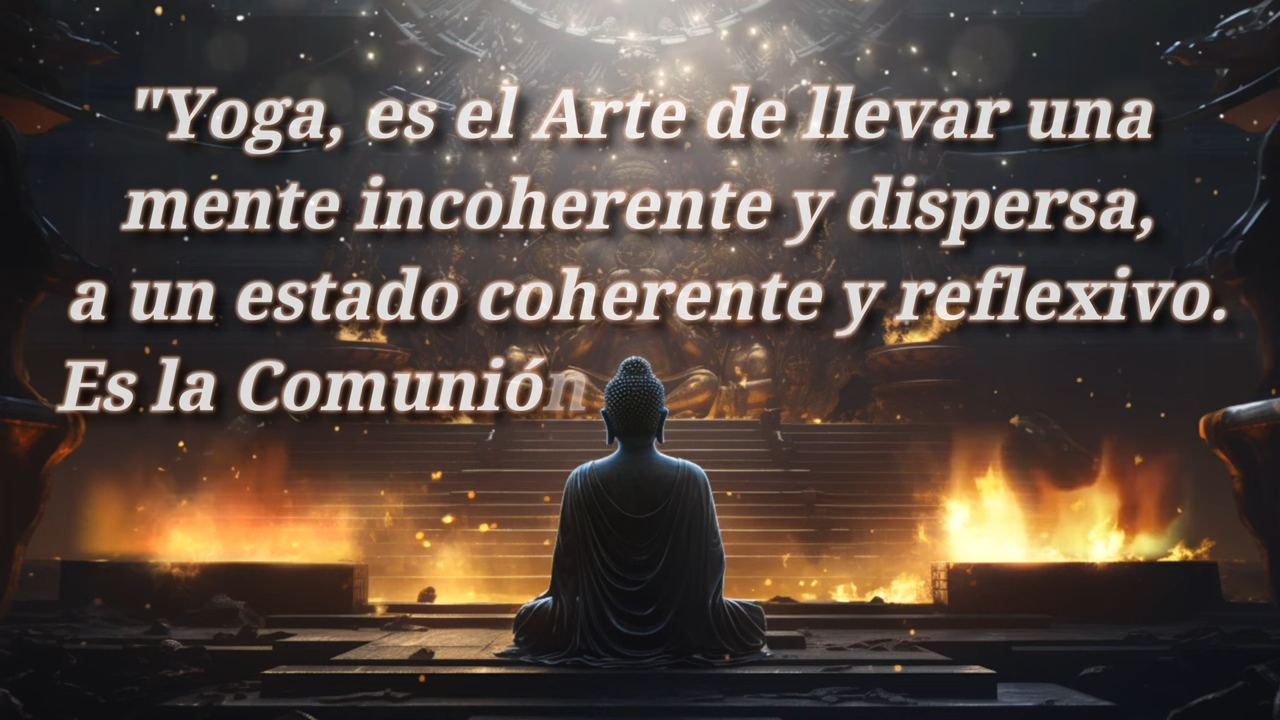 "Yoga, es el Arte de llevar una
mente incoherente y dispersa,
a un estado coherente y reflexivo.
Es la Comunión